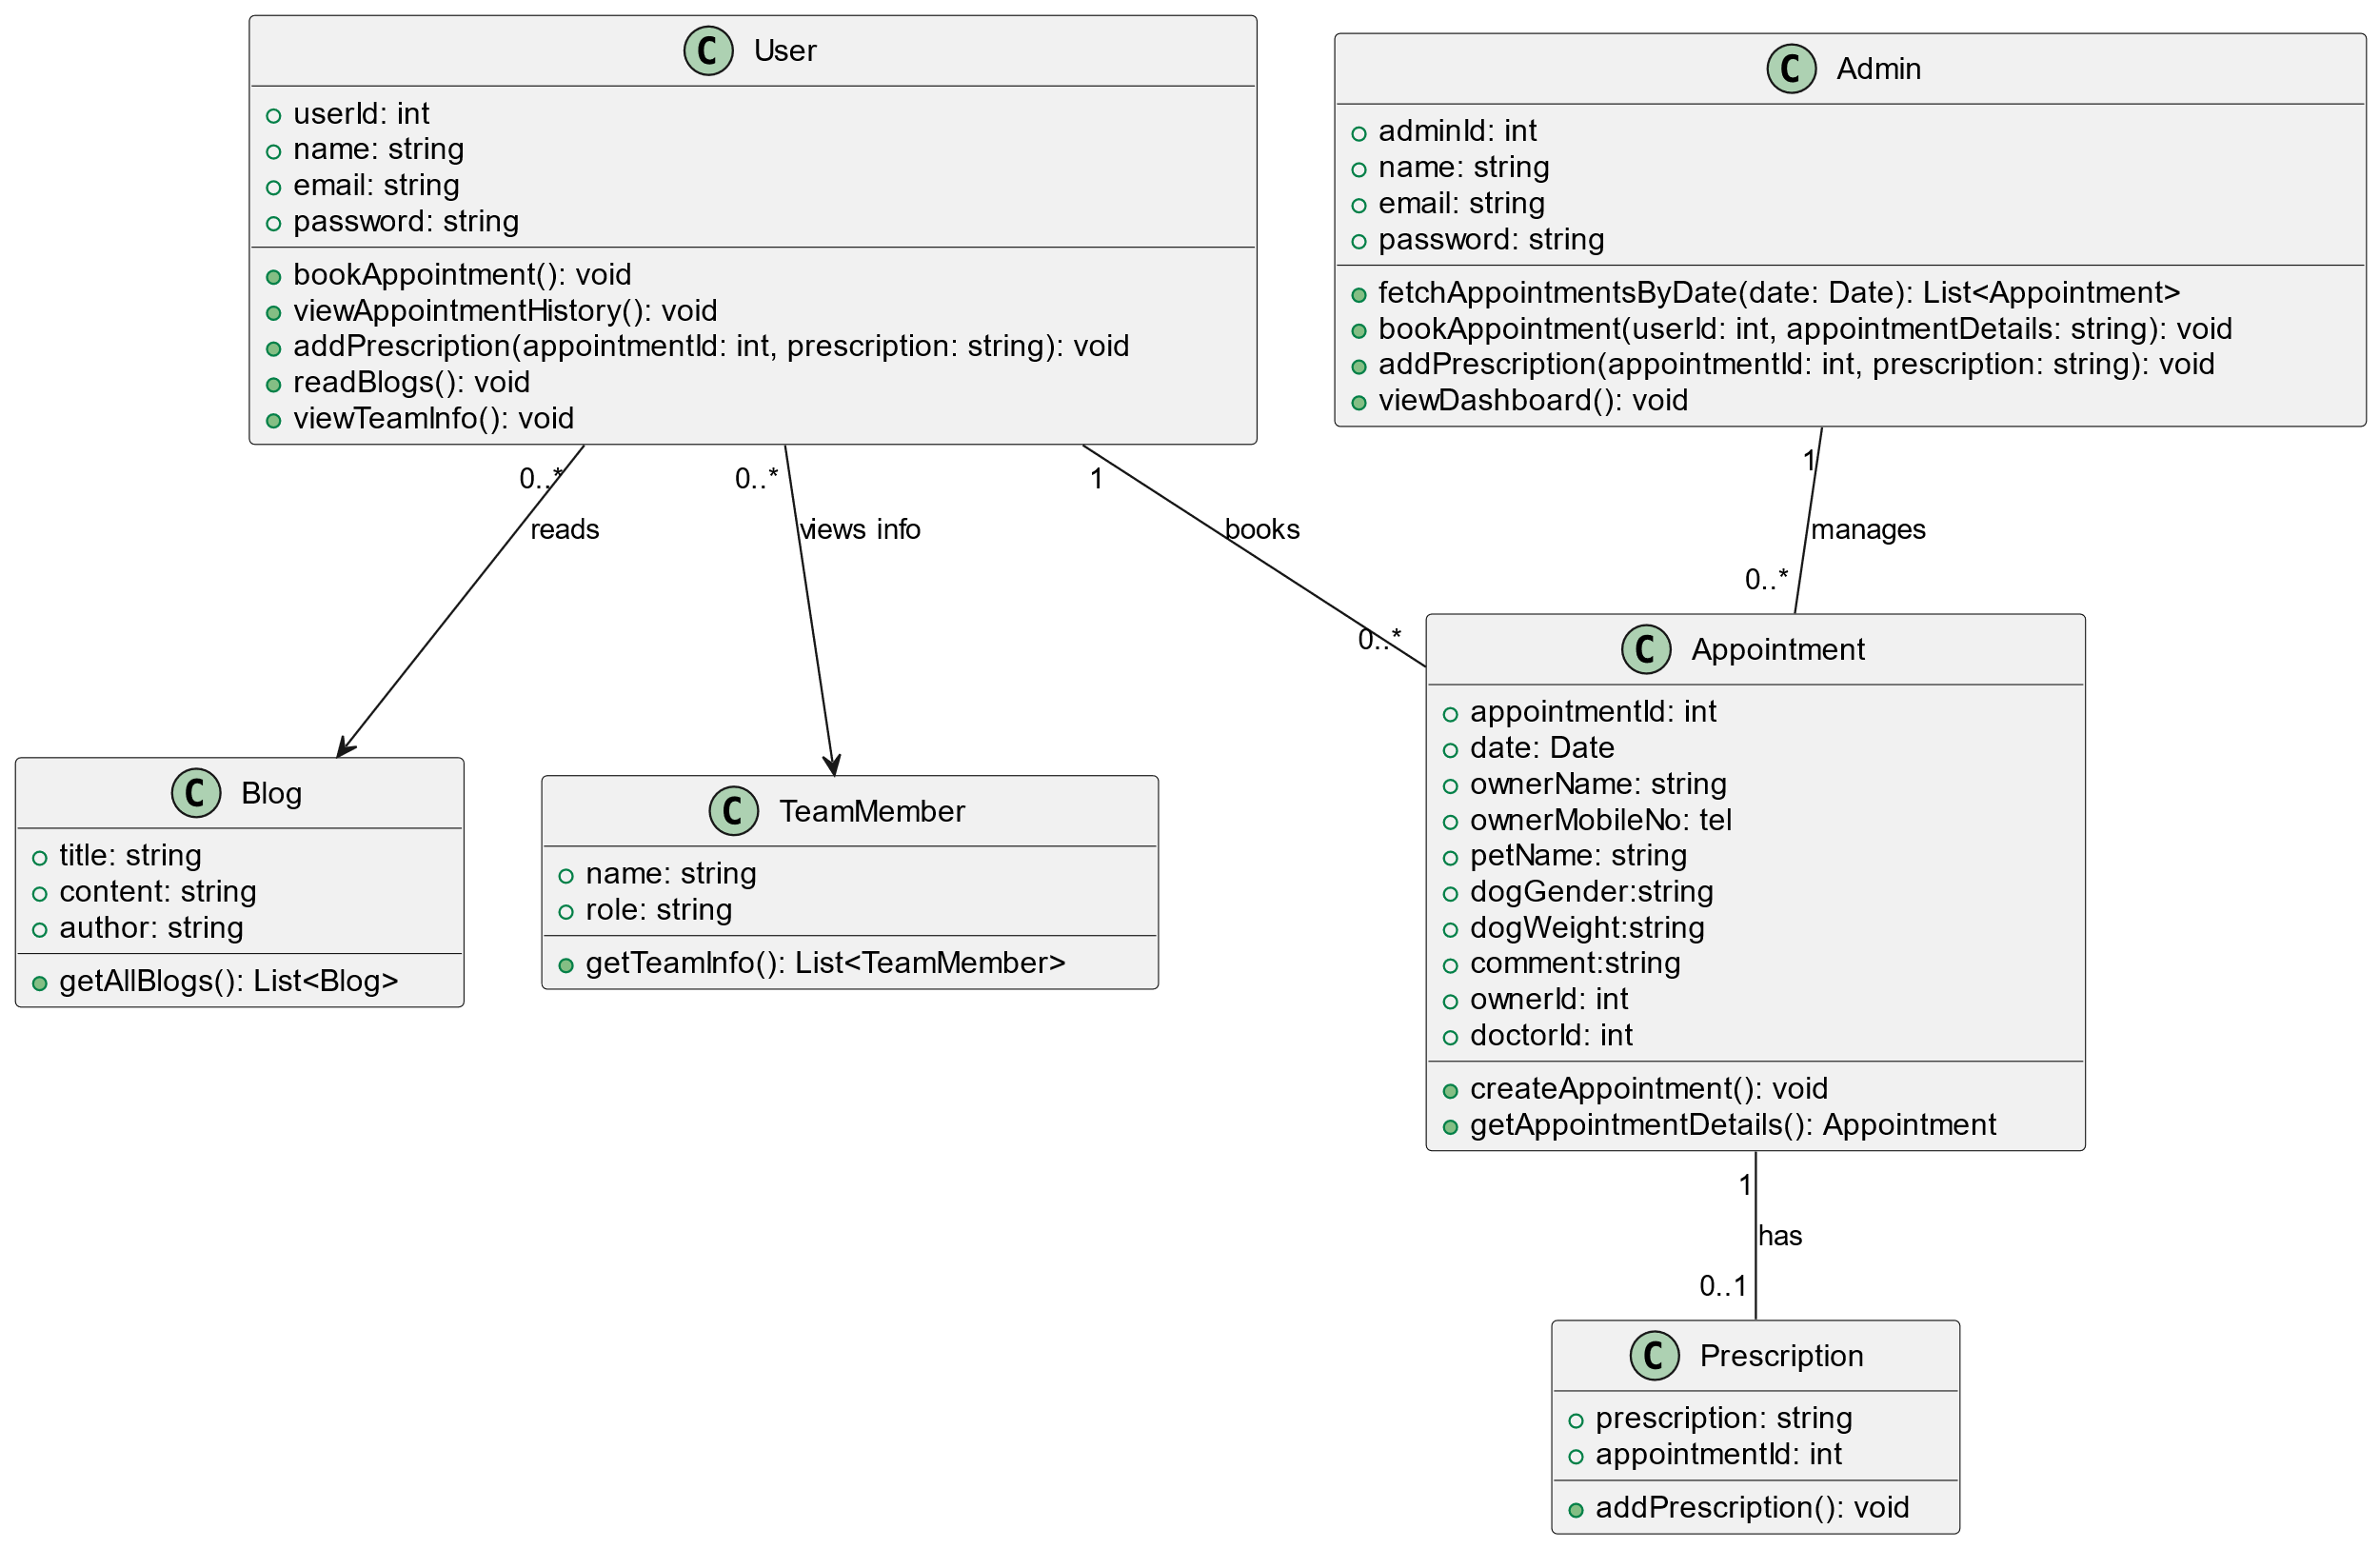 C User
userId: int
name: string
email: string
password: string
bookAppointment(): void
viewAppointmentHistory(): void
addPrescription(appointmentId: int, prescription: string): void
readBlogs(): void
viewTeamInfo(): void
C Admin
adminId: int
name: string
email: string
password: string
fetchAppointmentsByDate(date: Date): List<Appointment>
bookAppointment(userId: int, appointmentDetails: string): void
addPrescription(appointmentId: int, prescription: string): void
viewDashboard(): void
0..*
reads
0..*
views info
1
books
0..*
1
manages
0..*
C Blog
title: string
content: string
author: string
getAllBlogs(): List<Blog>
C TeamMember
name: string
role: string
getTeamInfo(): List<TeamMember>
C Appointment
appointmentId: int
date: Date
ownerName: string
ownerMobileNo: tel
petName: string
dogGender:string
dogWeight:string
comment:string
ownerId: int
doctorId: int
createAppointment(): void
getAppointmentDetails(): Appointment
1
has
0..1
C Prescription
prescription: string
appointmentId: int
addPrescription(): void